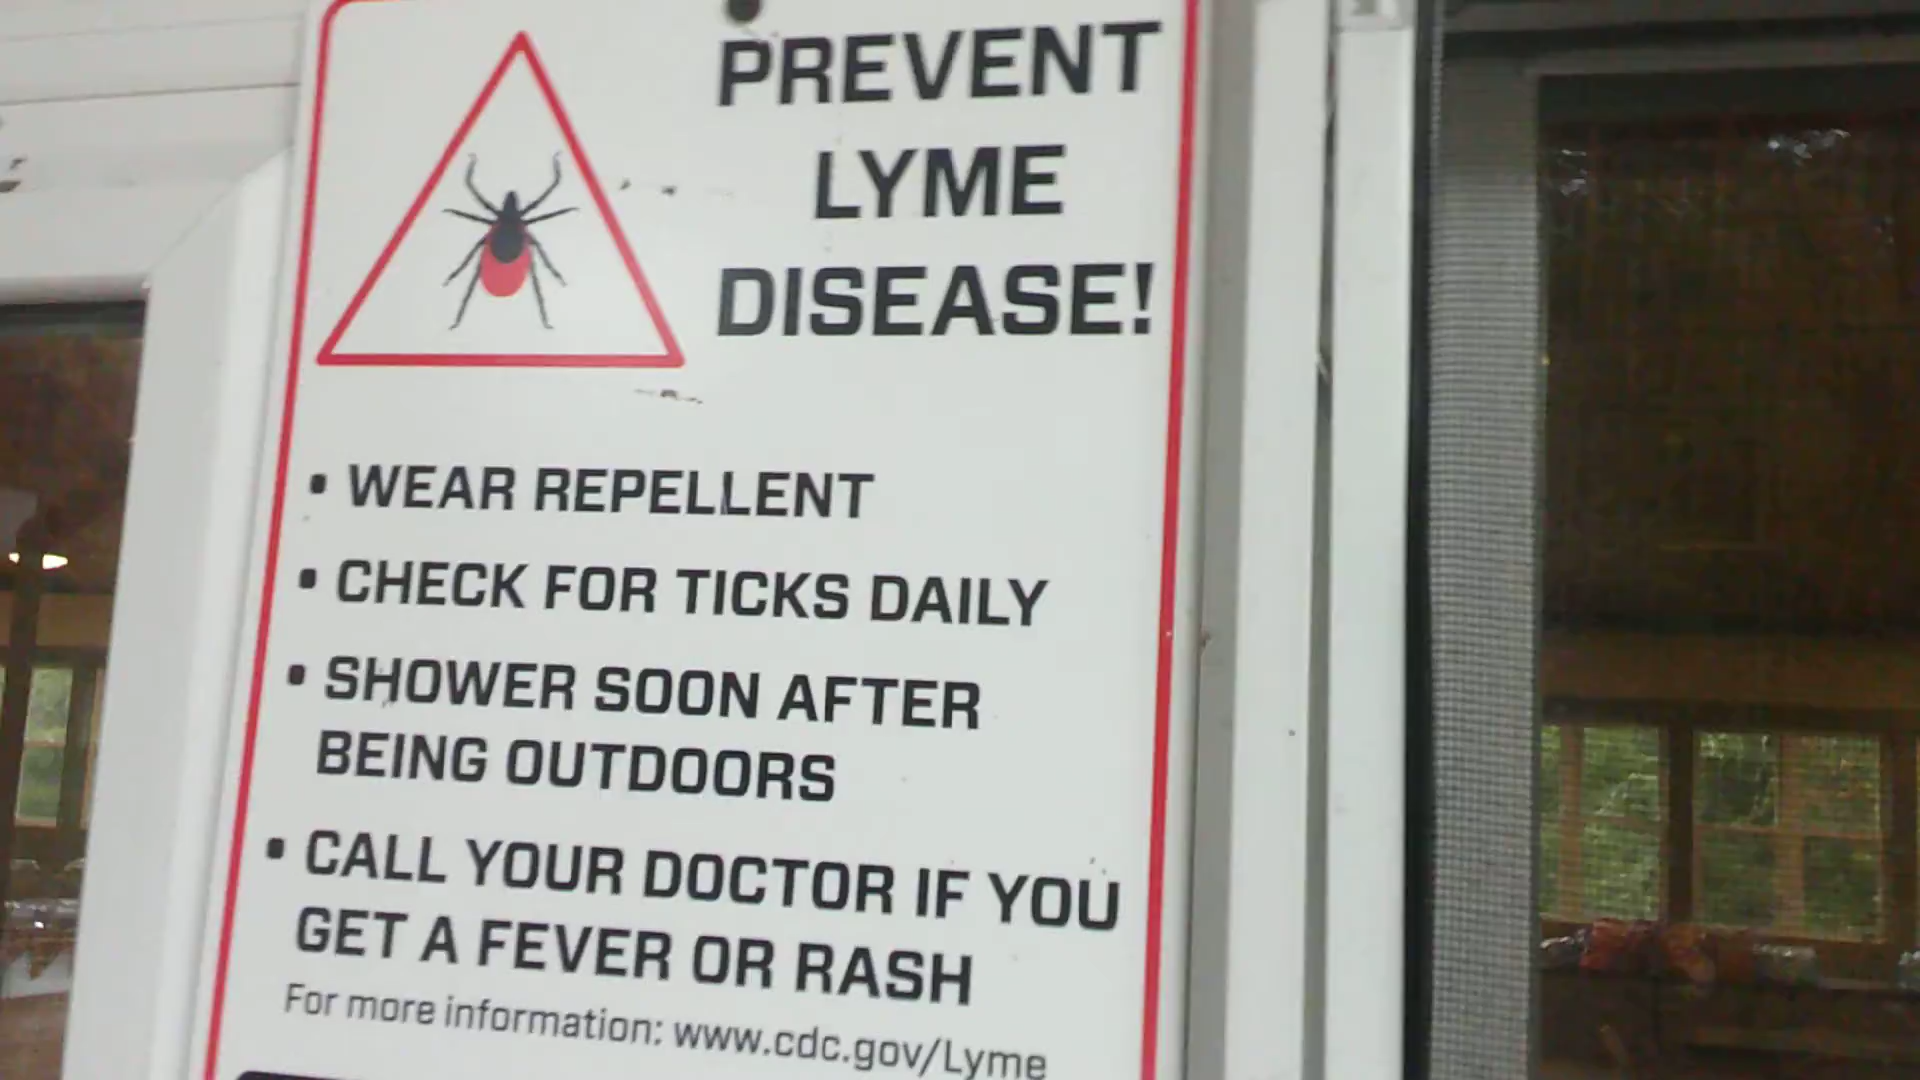 PREVENT
LYME
DISEASE!
• WEAR REPELLENT
• CHECK FOR TICKS DAILY
• SHOWER SOON AFTER
BEING OUTDOORS
• CALL YOUR DOCTOR IF YOU
GET A FEVER OR RASH
For more information: www.cdc.gov/Lyme